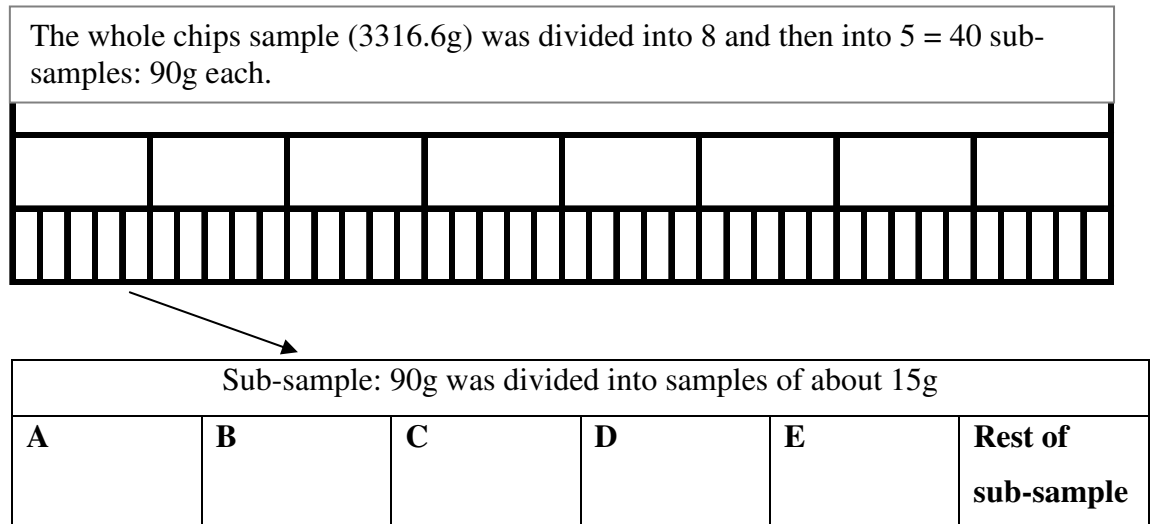 The whole chips sample (3316.6g) was divided into 8 and then into 5 = 40 sub-
samples: 90g each.
Sub-sample: 90g was divided into samples of about 15g
A B C D E Rest of
sub-sample